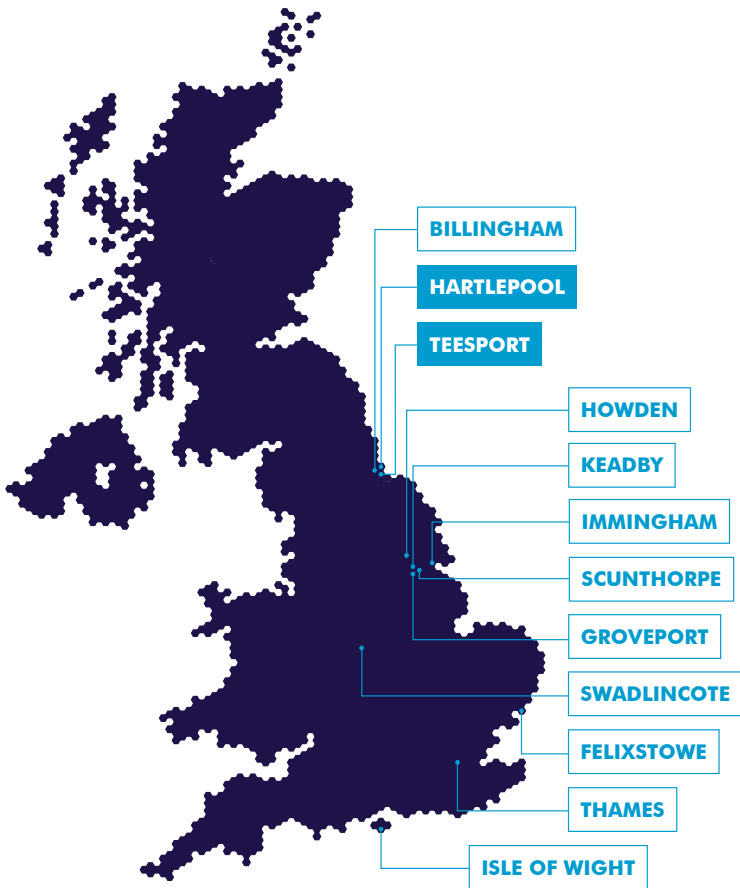 BILLINGHAM
HARTLEPOOL
TEESPORT
HOWDEN
KEADBY
IMMINGHAM
SCUNTHORPE
GROVEPORT
SWADLINCOTE
FELIXSTOWE
THAMES
ISLE OF WIGHT